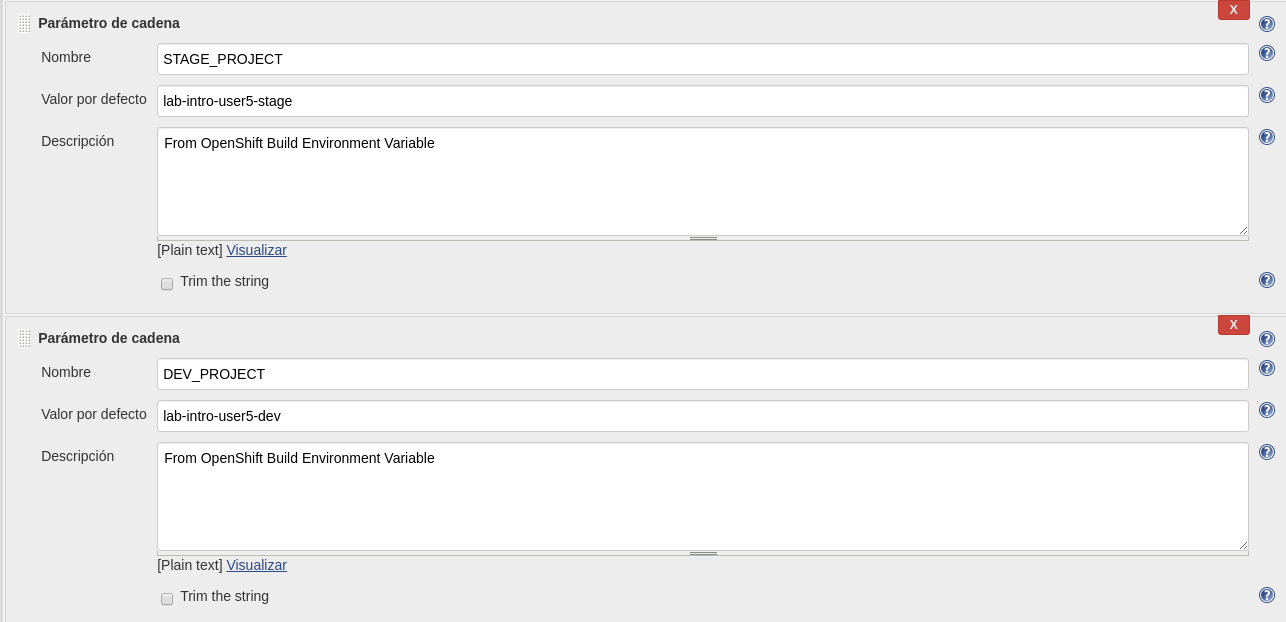 X
Parámetro de cadena
?
Nombre STAGE_PROJECT ?
Valor por defecto lab-intro-user5-stage ?
Descripción From OpenShift Build Environment Variable ?
[Plain text] Visualizar
Trim the string ?
X
Parámetro de cadena
?
Nombre DEV_PROJECT ?
Valor por defecto lab-intro-user5-dev ?
Descripción From OpenShift Build Environment Variable ?
[Plain text] Visualizar
Trim the string ?